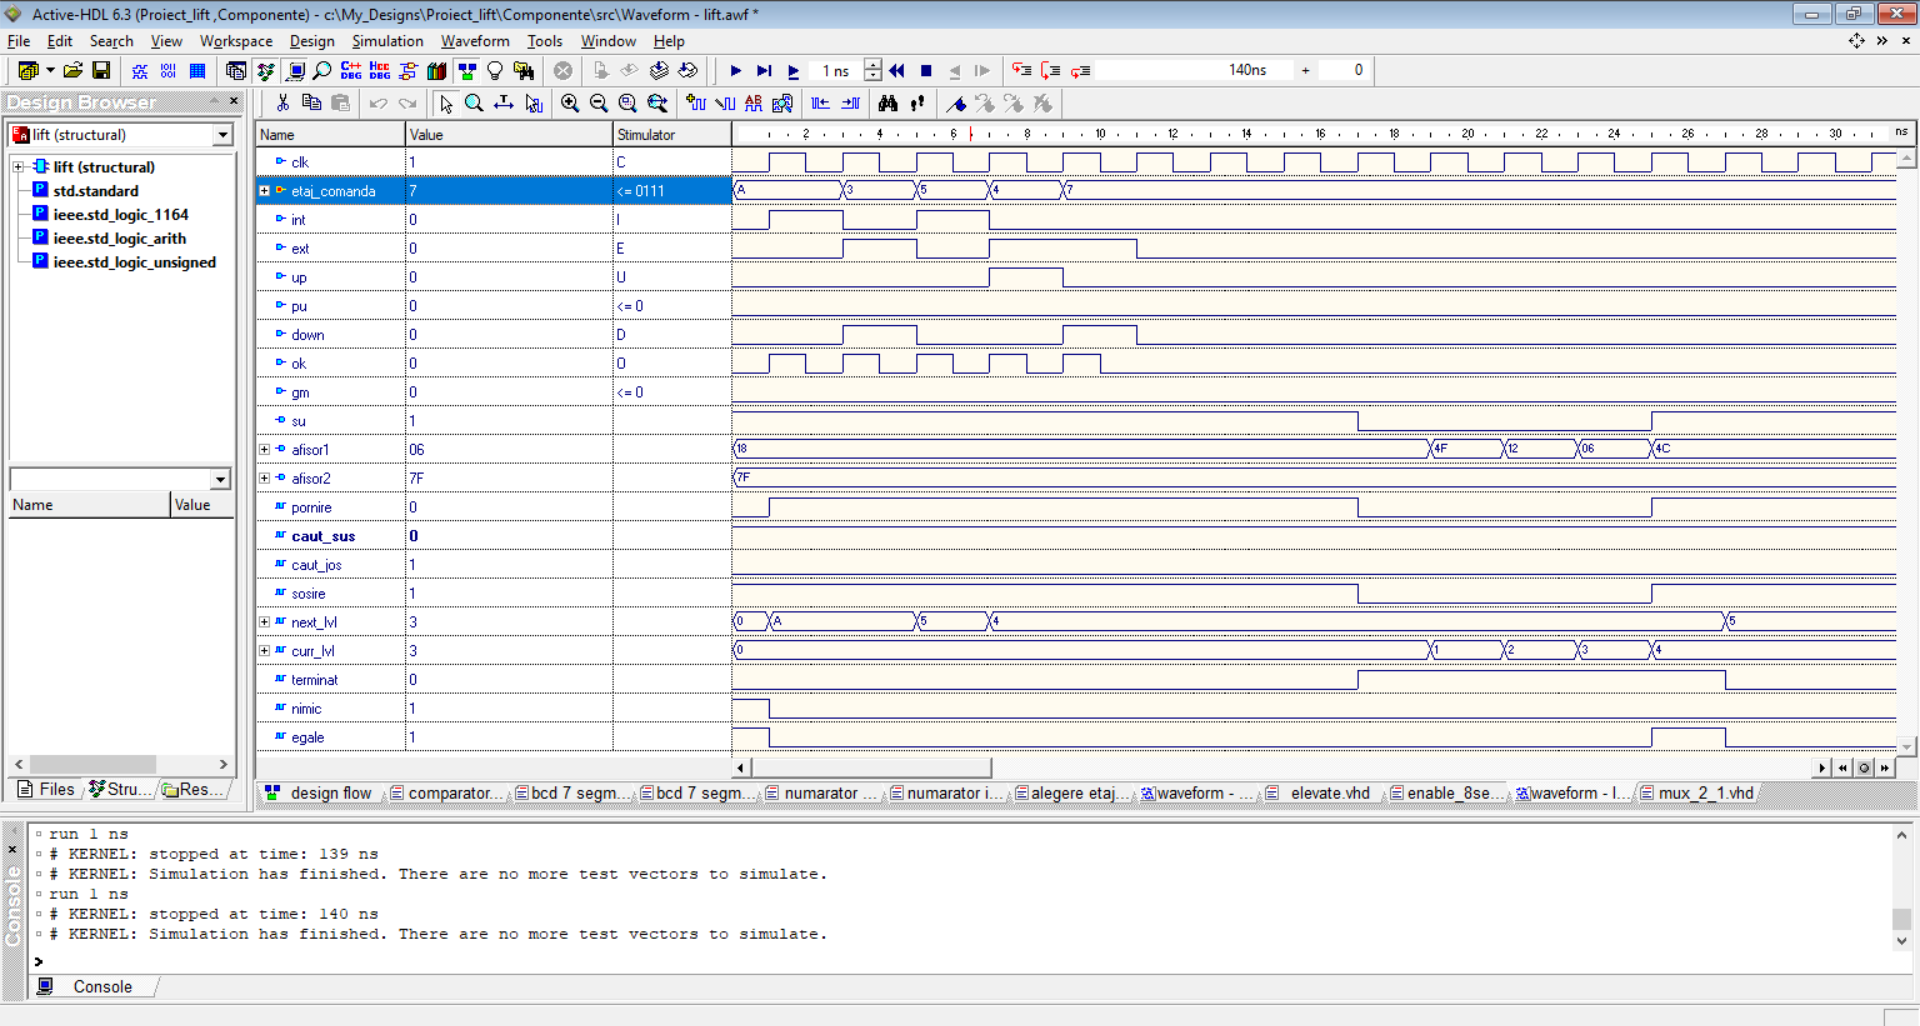 Active-HDL 6.3 (Proiect_lift ,Componente) - c:\My_Designs\Proiect_lift\Componente\src\Waveform - lift.awf *
File Edit Search View Workspace Design Simulation Waveform Tools Window Help
C++ DBG HCC DBG 1 ns 140ns + 0
Design Browser
lift (structural)
lift (structural)
std.standard
ieee.std_logic_1164
ieee.std_logic_arith
ieee.std_logic_unsigned
Name Value
Files Stru... Res...
Name Value Stimulator 2 4 6 8 10 12 14 16 18 20 22 24 26 28 30 ns
clk 1 C
etaj_comanda 7 <= 0111 A 3 5 4 7
int 0 I
ext 0 E
up 0 U
pu 0 <= 0
down 0 D
ok 0 O
gm 0 <= 0
su 1
afisor1 06 18 4F 12 06 4C
afisor2 7F 7F
pornire 0
caut_sus 0
caut_jos 1
sosire 1
next_lvl 3 0 A 5 4 5
curr_lvl 3 0 1 2 3 4
terminat 0
nimic 1
egale 1
design flow comparator... bcd 7 segm... bcd 7 segm... numarator ... numarator i... alegere etaj... waveform - ... elevate.vhd enable_8se... waveform - l... mux_2_1.vhd
run 1 ns
# KERNEL: stopped at time: 139 ns
# KERNEL: Simulation has finished. There are no more test vectors to simulate.
run 1 ns
# KERNEL: stopped at time: 140 ns
# KERNEL: Simulation has finished. There are no more test vectors to simulate.
>
Console
Console